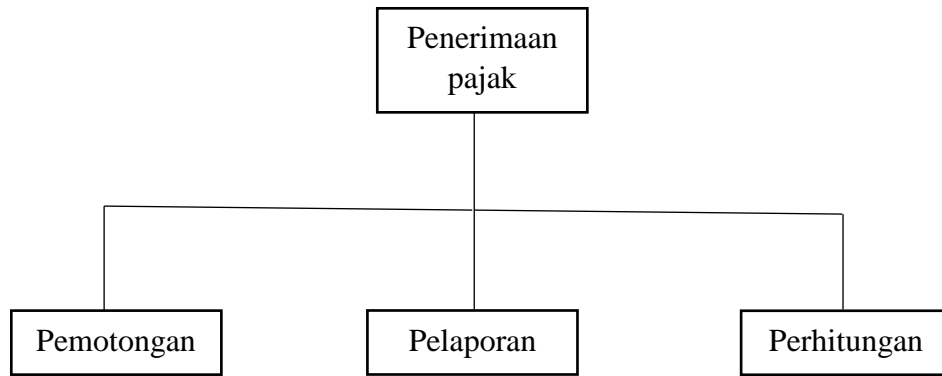 Penerimaan
pajak
Pemotongan
Pelaporan
Perhitungan